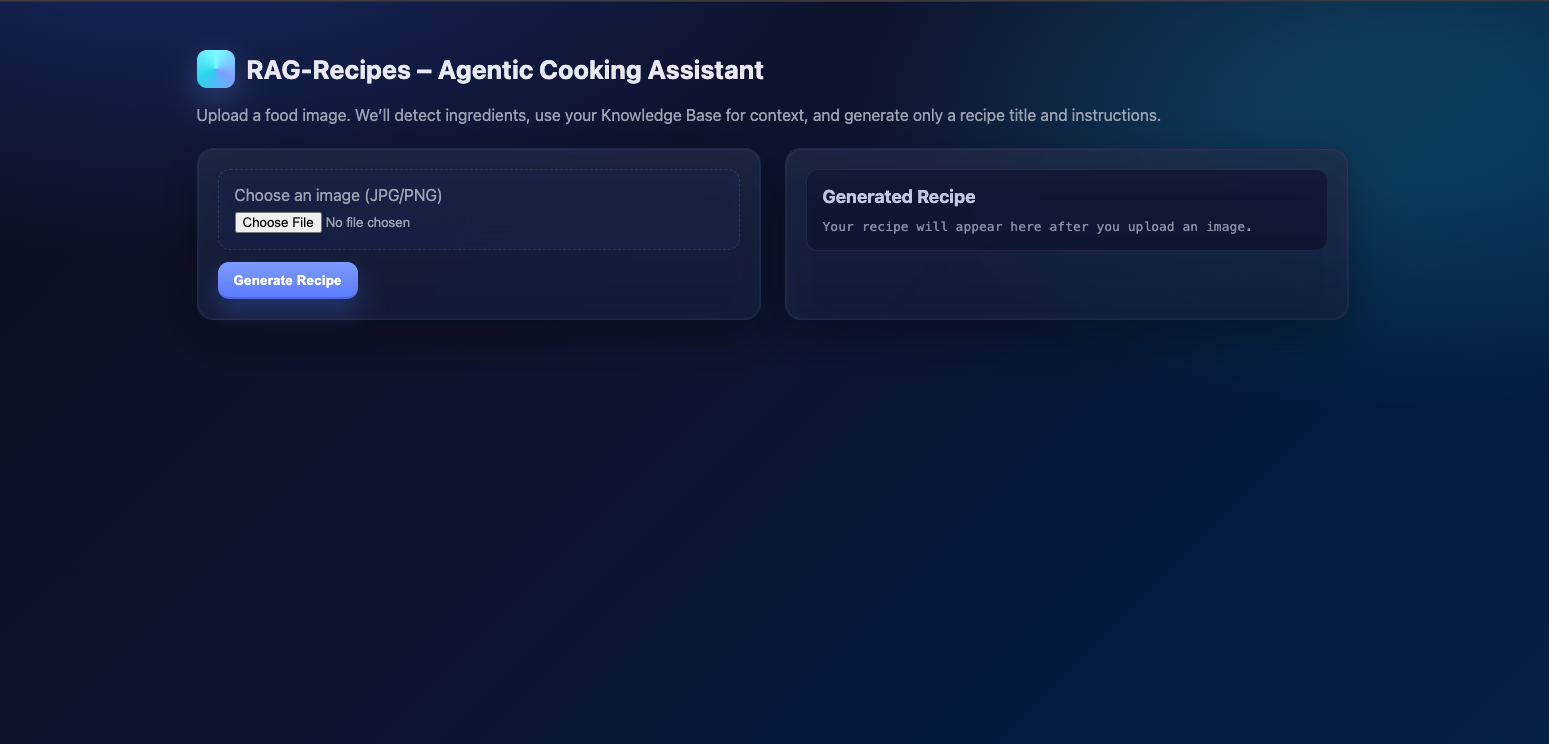 RAG-Recipes – Agentic Cooking Assistant
Upload a food image. We’ll detect ingredients, use your Knowledge Base for context, and generate only a recipe title and instructions.
Choose an image (JPG/PNG)
Choose File No file chosen
Generate Recipe
Generated Recipe
Your recipe will appear here after you upload an image.